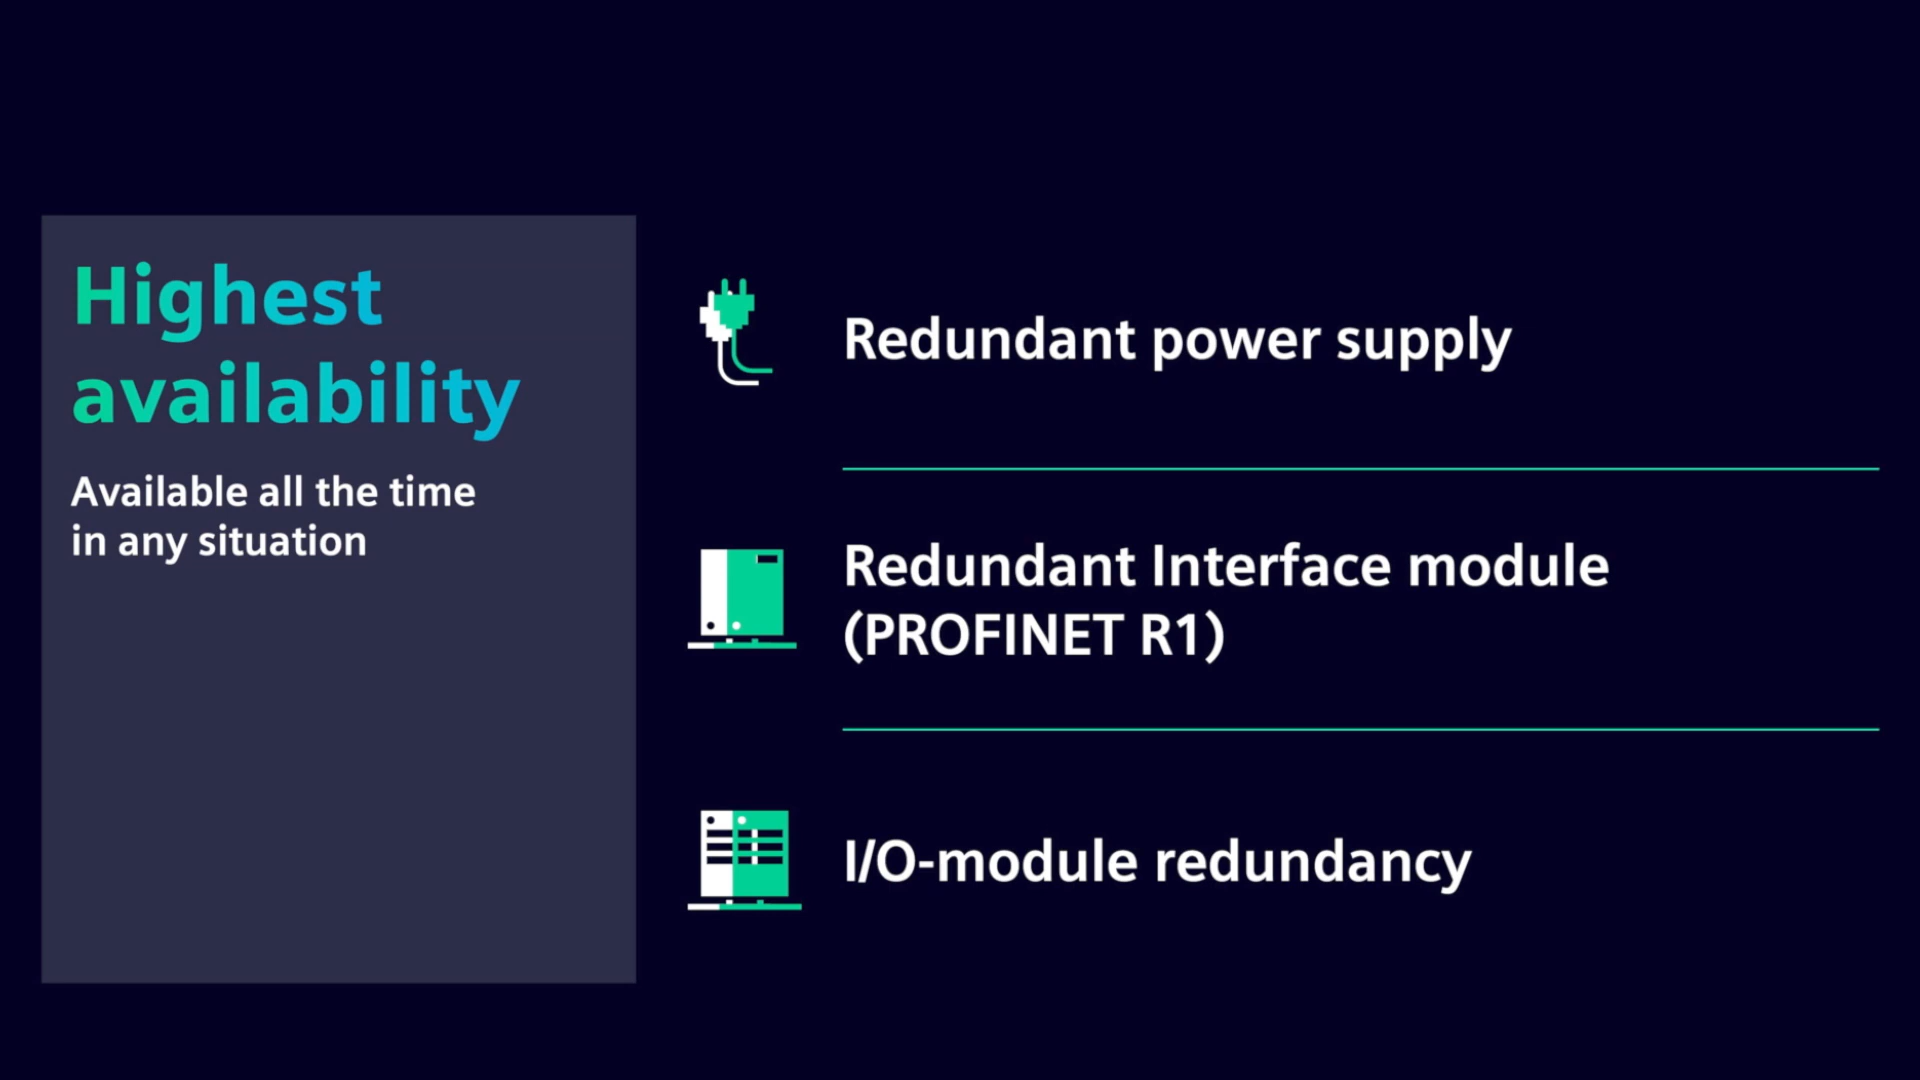 Highest
availability
Available all the time
in any situation
Redundant power supply
Redundant Interface module
(PROFINET R1)
I/O-module redundancy